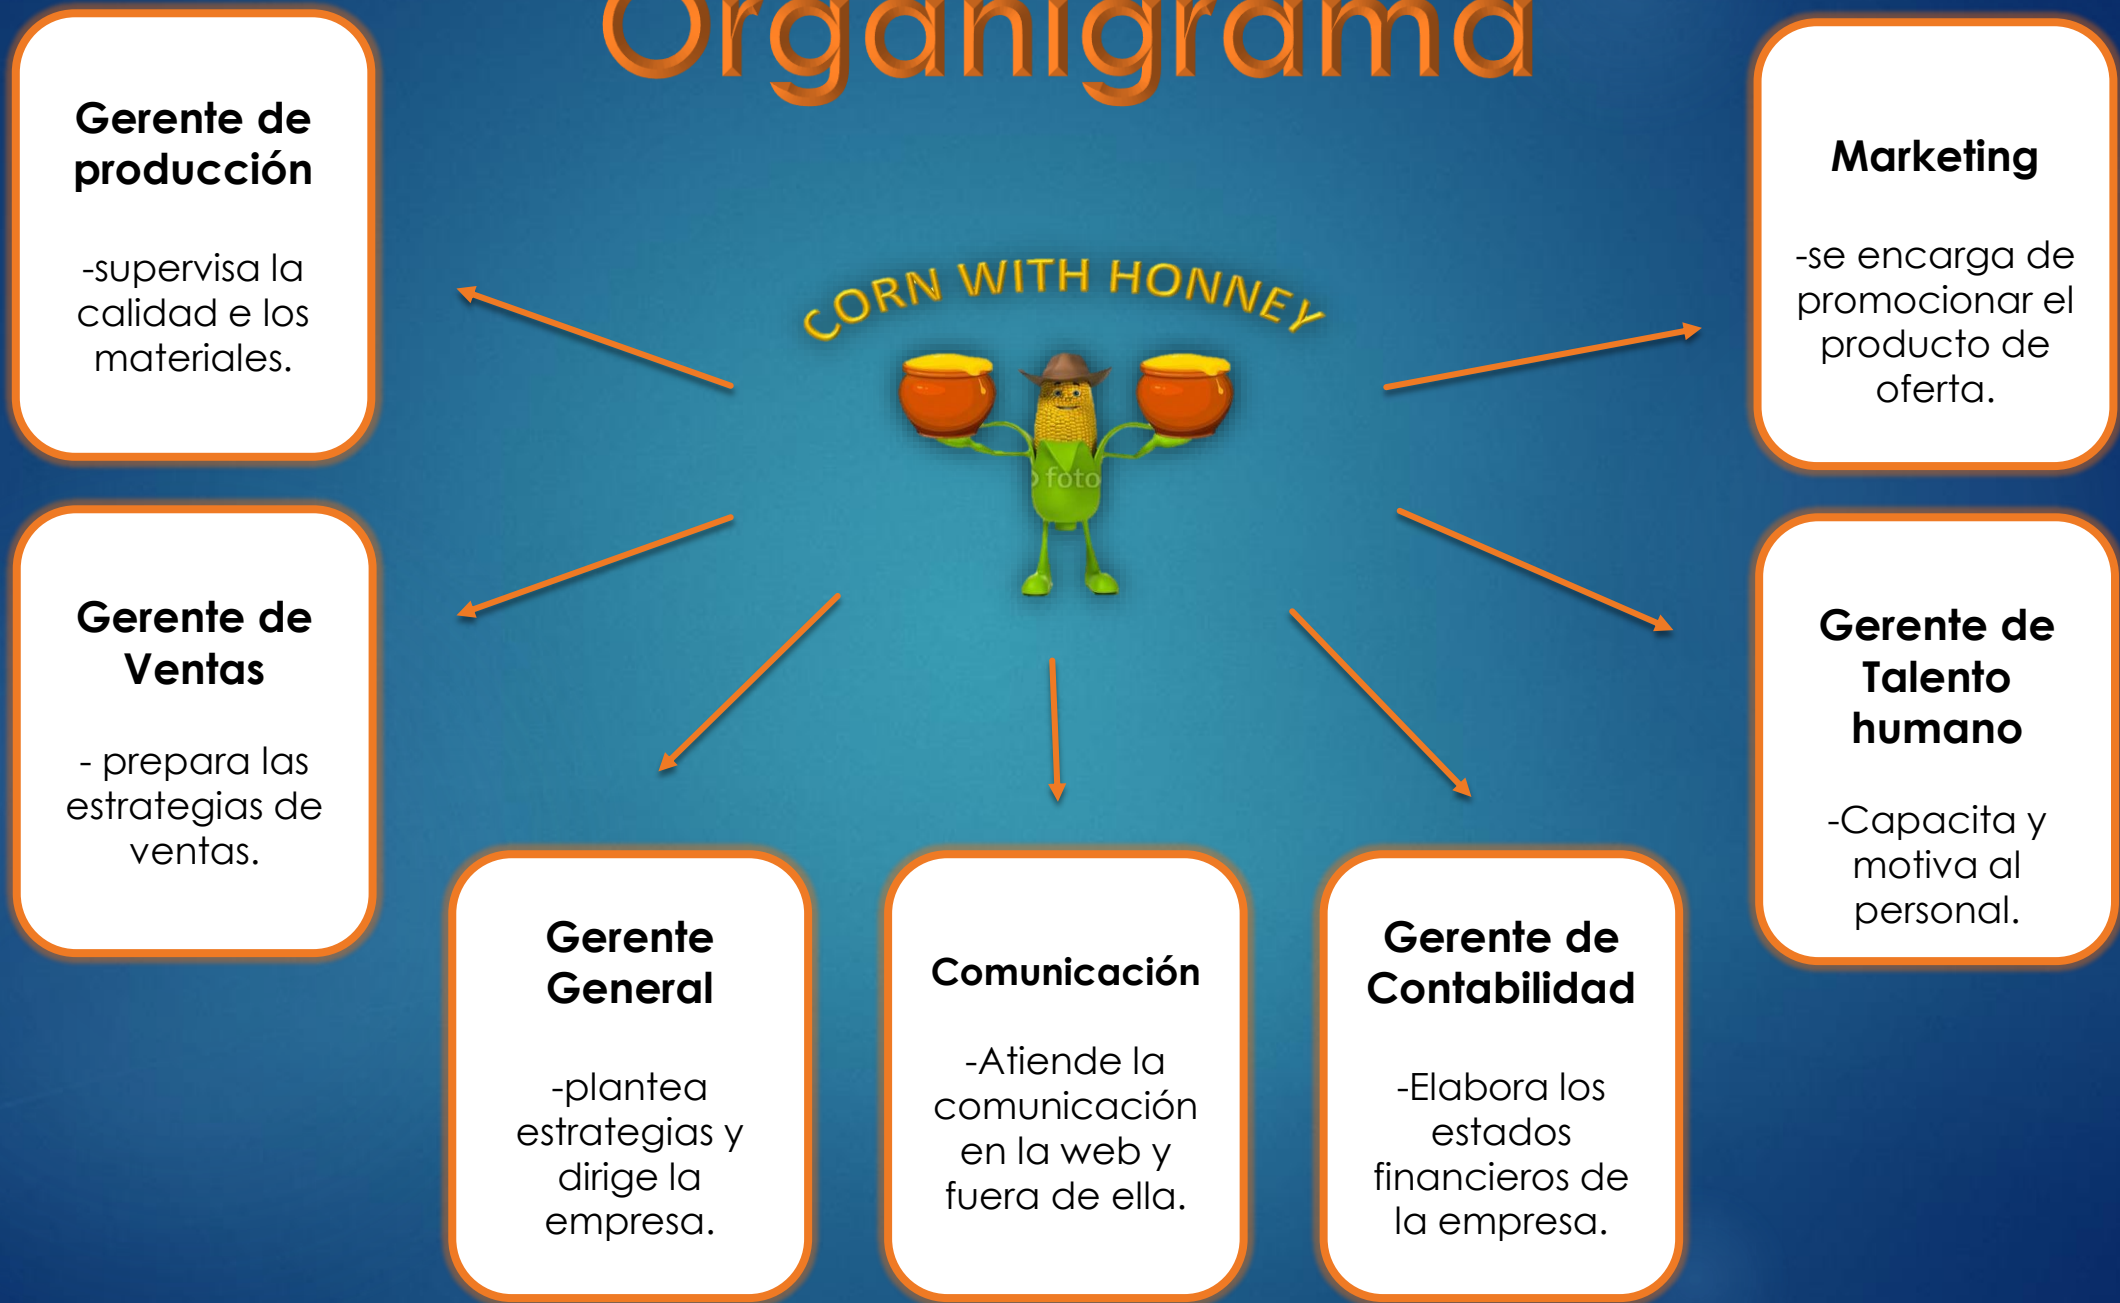 Organigrama
Gerente de
producción
-supervisa la
calidad e los
materiales.
Marketing
-se encarga de
promocionar el
producto de
oferta.
CORN WITH HONNEY
foto
Gerente de
Ventas
- prepara las
estrategias de
ventas.
Gerente de
Talento
humano
-Capacita y
motiva al
personal.
Gerente
General
-plantea
estrategias y
dirige la
empresa.
Comunicación
-Atiende la
comunicación
en la web y
fuera de ella.
Gerente de
Contabilidad
-Elabora los
estados
financieros de
la empresa.